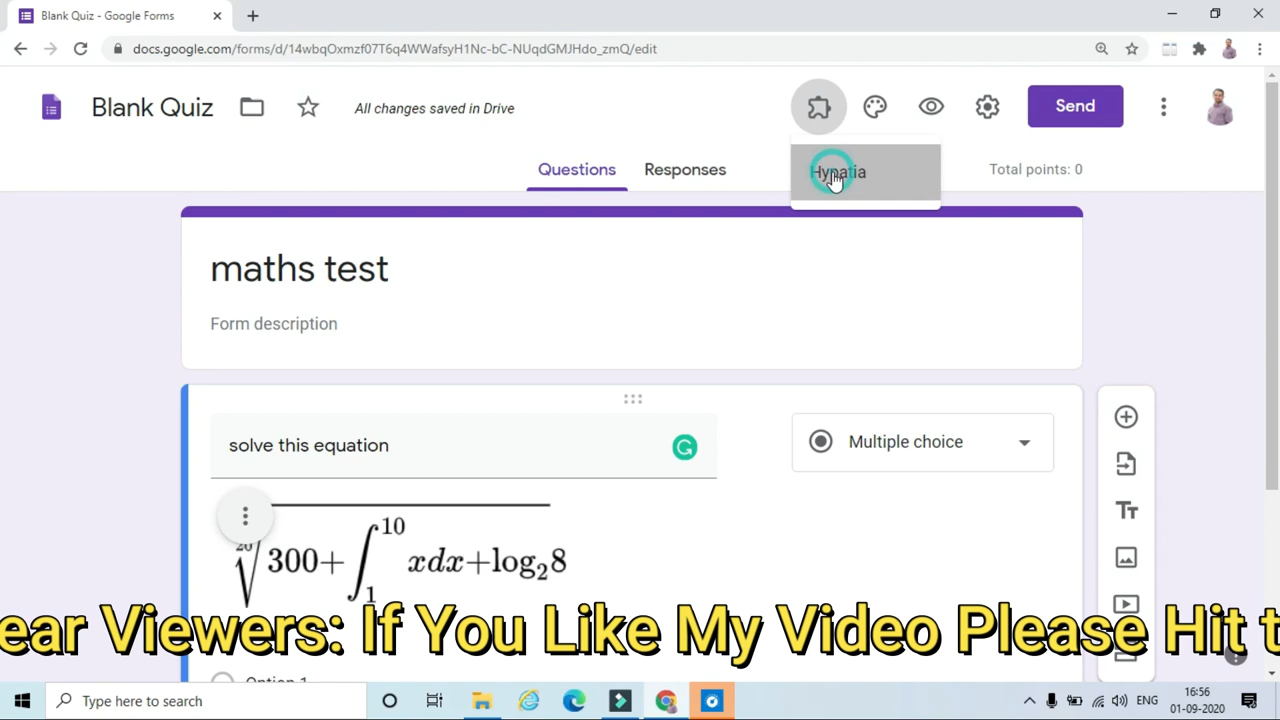 Blank Quiz - Google Forms
docs.google.com/forms/d/14wbqOxmzf07T6q4WWafsyH1Nc-bC-NUqdGMJHdo_zmQ/edit
Blank Quiz
All changes saved in Drive
Send
Questions
Responses
Hypatia
Total points: 0
maths test
Form description
solve this equation
Multiple choice
20√300+∫₁¹⁰ xdx+log₂8
ear Viewers: If You Like My Video Please Hit t
Option 1
Type here to search
ENG
16:56
01-09-2020